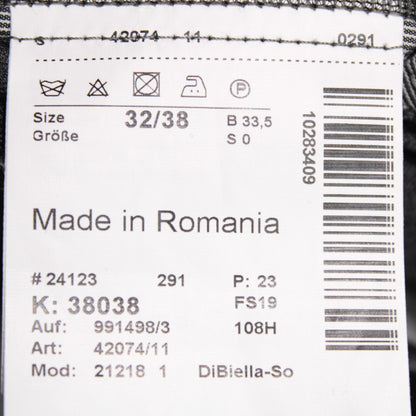 S 42074 11 0291
P
Size 32/38 B 33,5
Größe S 0
10283409
Made in Romania
# 24123 291 P: 23
K: 38038 FS19
Auf: 991498/3 108H
Art: 42074/11
Mod: 21218 1 DiBiella-So